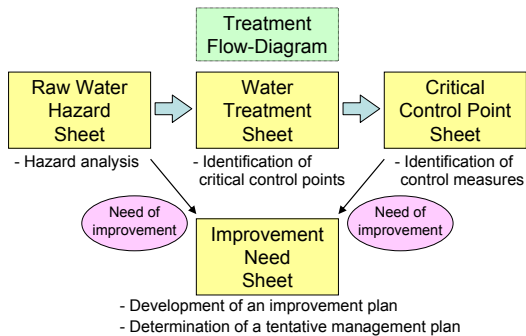 Treatment
Flow-Diagram
Raw Water
Hazard
Sheet
Water
Treatment
Sheet
Critical
Control Point
Sheet
- Hazard analysis
- Identification of
critical control points
- Identification of
control measures
Need of
improvement
Need of
improvement
Improvement
Need
Sheet
- Development of an improvement plan
- Determination of a tentative management plan